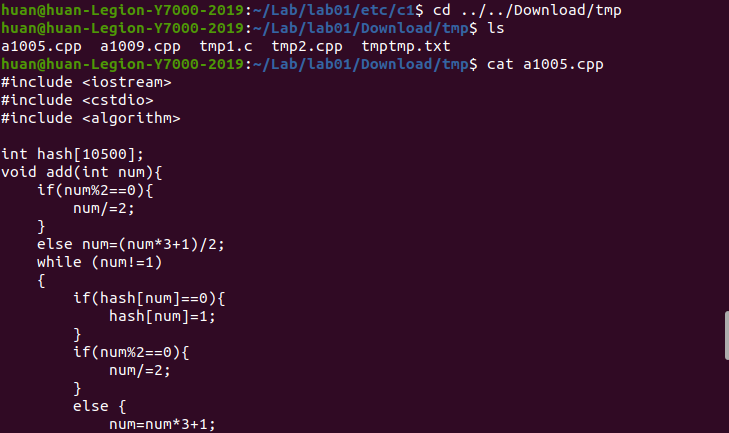 huan@huan-Legion-Y7000-2019:~/Lab/lab01/etc/c1$ cd ../../Download/tmp
huan@huan-Legion-Y7000-2019:~/Lab/lab01/Download/tmp$ ls
a1005.cpp  a1009.cpp  tmp1.c  tmp2.cpp  tmptmp.txt
huan@huan-Legion-Y7000-2019:~/Lab/lab01/Download/tmp$ cat a1005.cpp
#include <iostream>
#include <cstdio>
#include <algorithm>

int hash[10500];
void add(int num){
    if(num%2==0){
        num/=2;
    }
    else num=(num*3+1)/2;
    while (num!=1)
    {
        if(hash[num]==0){
            hash[num]=1;
        }
        if(num%2==0){
            num/=2;
        }
        else {
            num=num*3+1;